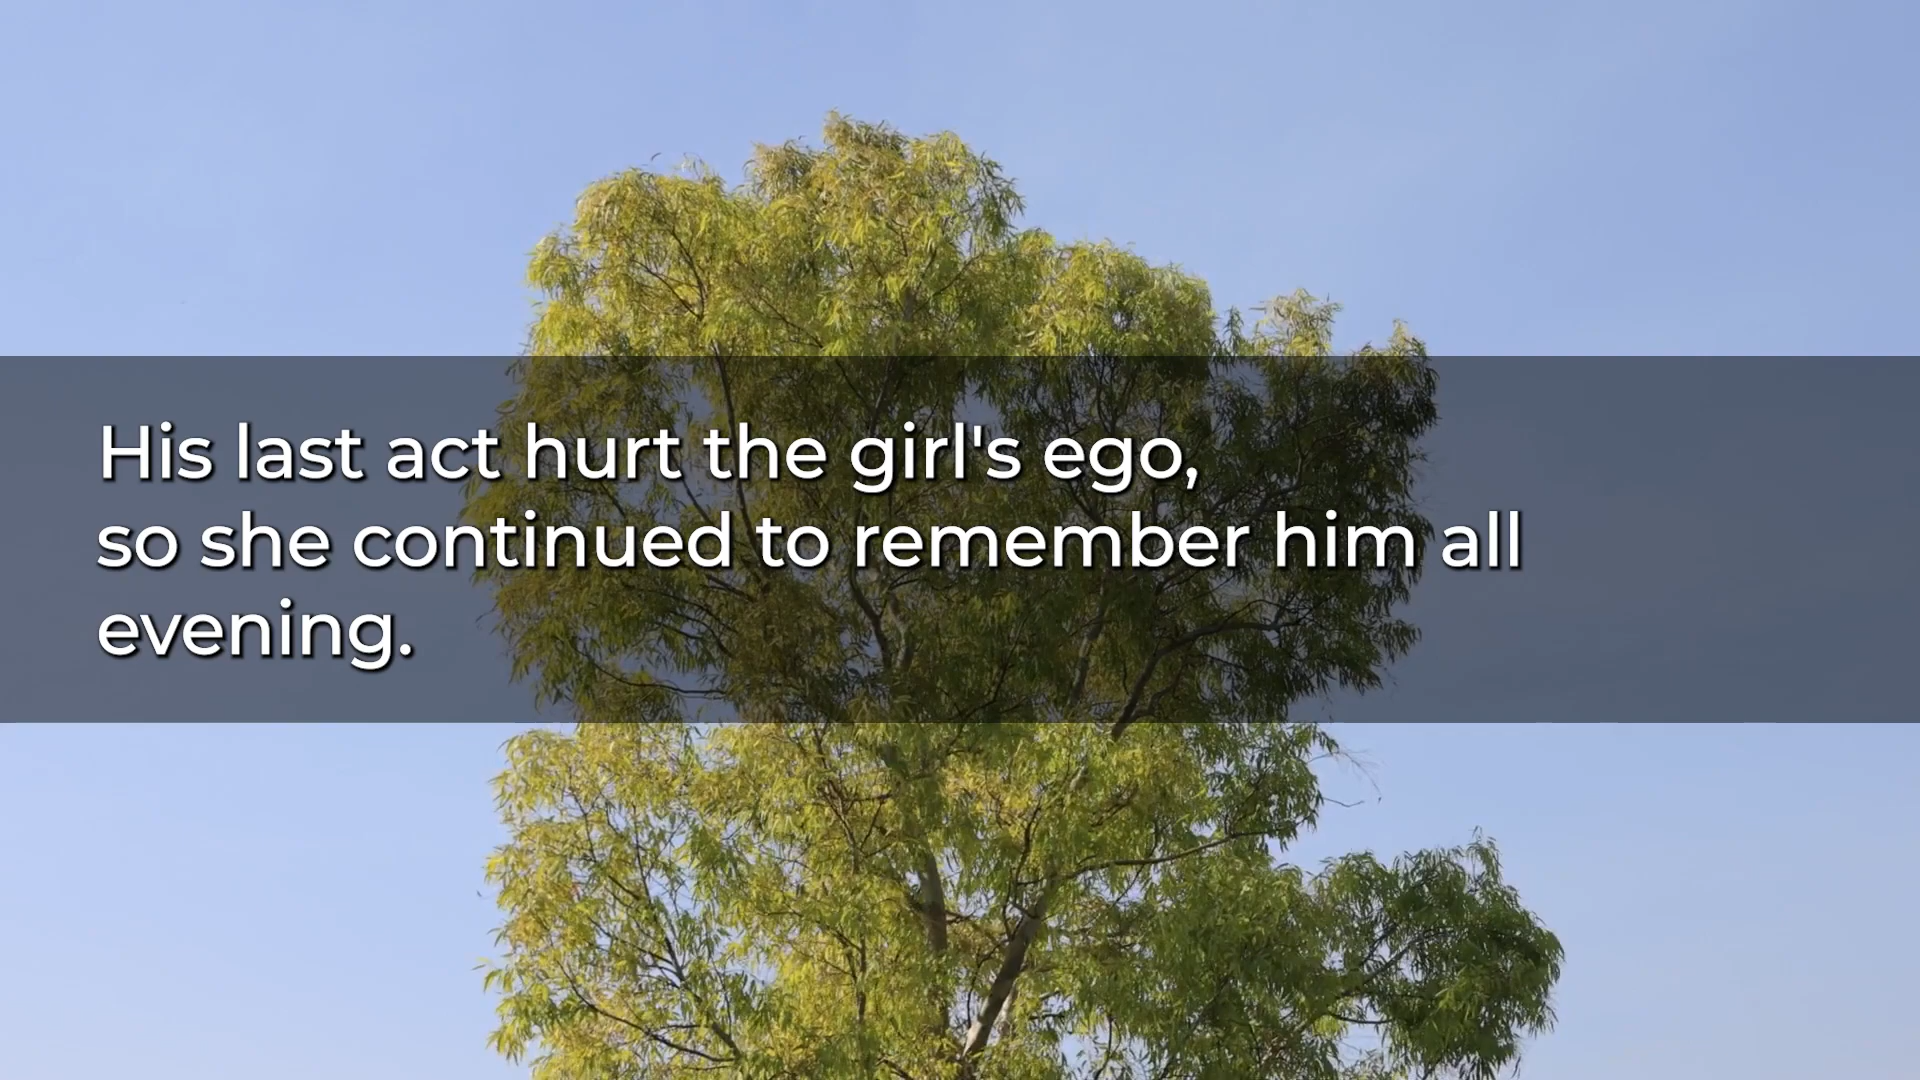 His last act hurt the girl's ego,
so she continued to remember him all
evening.